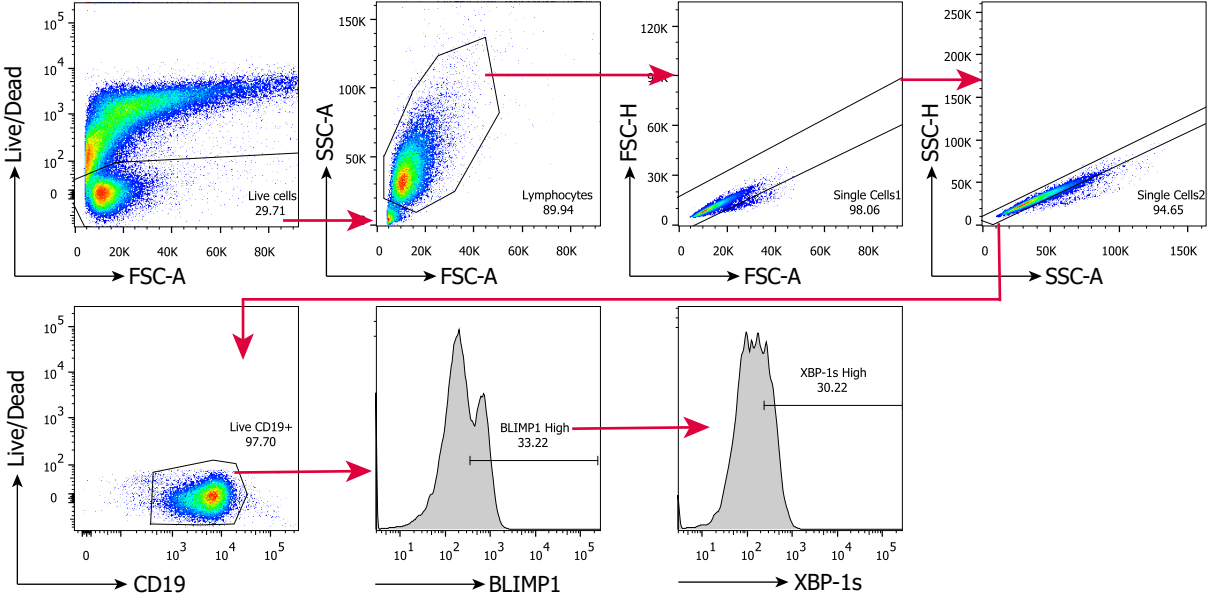 Live/Dead
10^5
10^4
10^3
10^2
0
Live cells
29.71
0 20K 40K 60K 80K
FSC-A
SSC-A
150K
100K
50K
0
Lymphocytes
89.94
0 20K 40K 60K 80K
FSC-A
FSC-H
120K
90K
60K
30K
0
Single Cells1
98.06
0 20K 40K 60K 80K
FSC-A
SSC-H
250K
200K
150K
100K
50K
0
Single Cells2
94.65
0 50K 100K 150K
SSC-A
Live/Dead
10^5
10^4
10^3
10^2
0
Live CD19+
97.70
0 10^3 10^4 10^5
CD19
BLIMP1 High
33.22
10^1 10^2 10^3 10^4 10^5
BLIMP1
XBP-1s High
30.22
10^1 10^2 10^3 10^4 10^5
XBP-1s